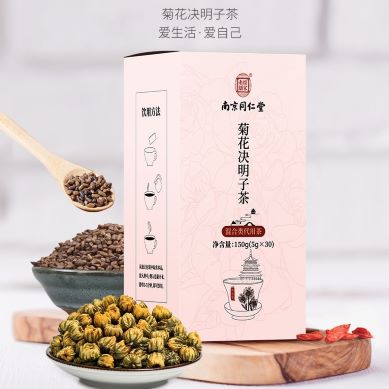 菊花决明子茶
爱生活·爱自己
南京同仁堂
菊花决明子茶
混合类代用茶
净含量:150g(5g×30)
饮用方法